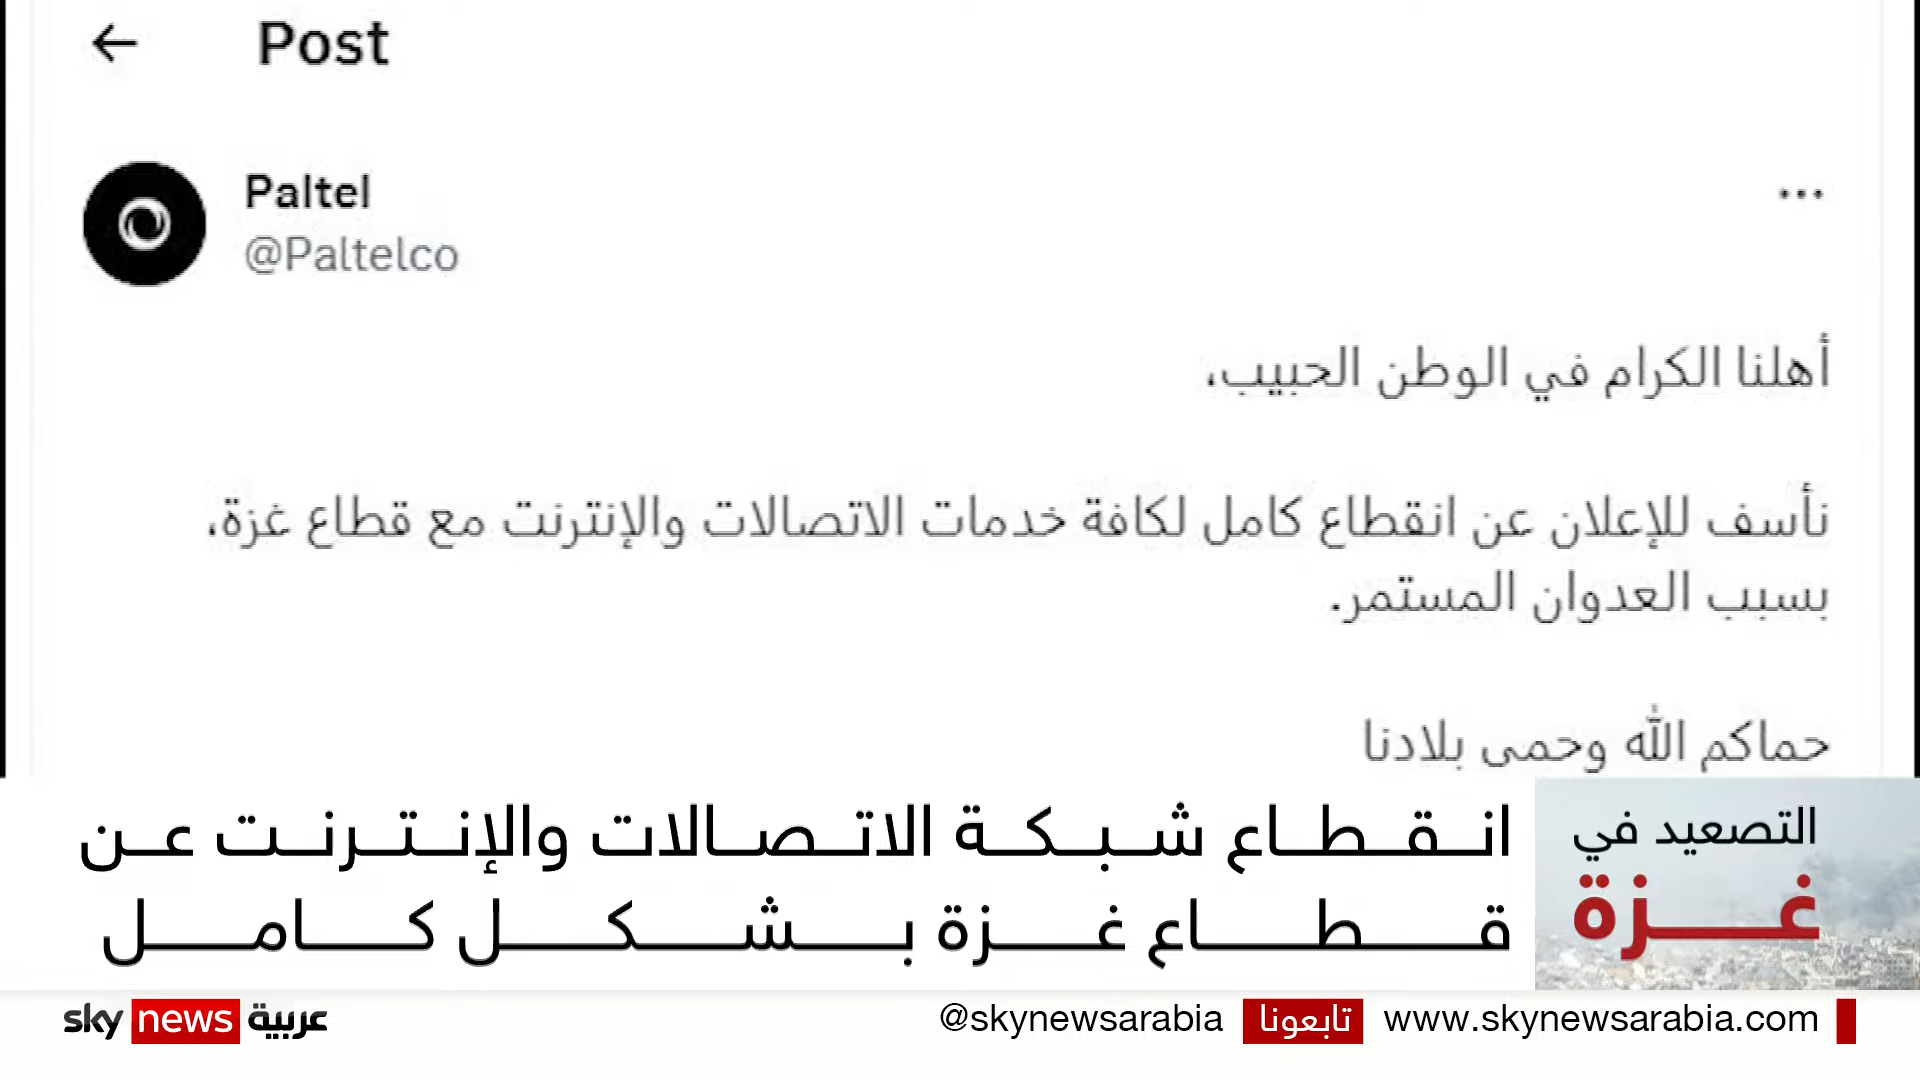 Post
Paltel
@Paltelco
أهلنا الكرام في الوطن الحبيب،
نأسف للإعلان عن انقطاع كامل لكافة خدمات الاتصالات والإنترنت مع قطاع غزة،
بسبب العدوان المستمر.
حماكم الله وحمى بلادنا
التصعيد في
غزة
انقطاع شبكة الاتصالات والإنترنت عن
قطاع غزة بشكل كامل
sky news عربية
@skynewsarabia تابعونا www.skynewsarabia.com